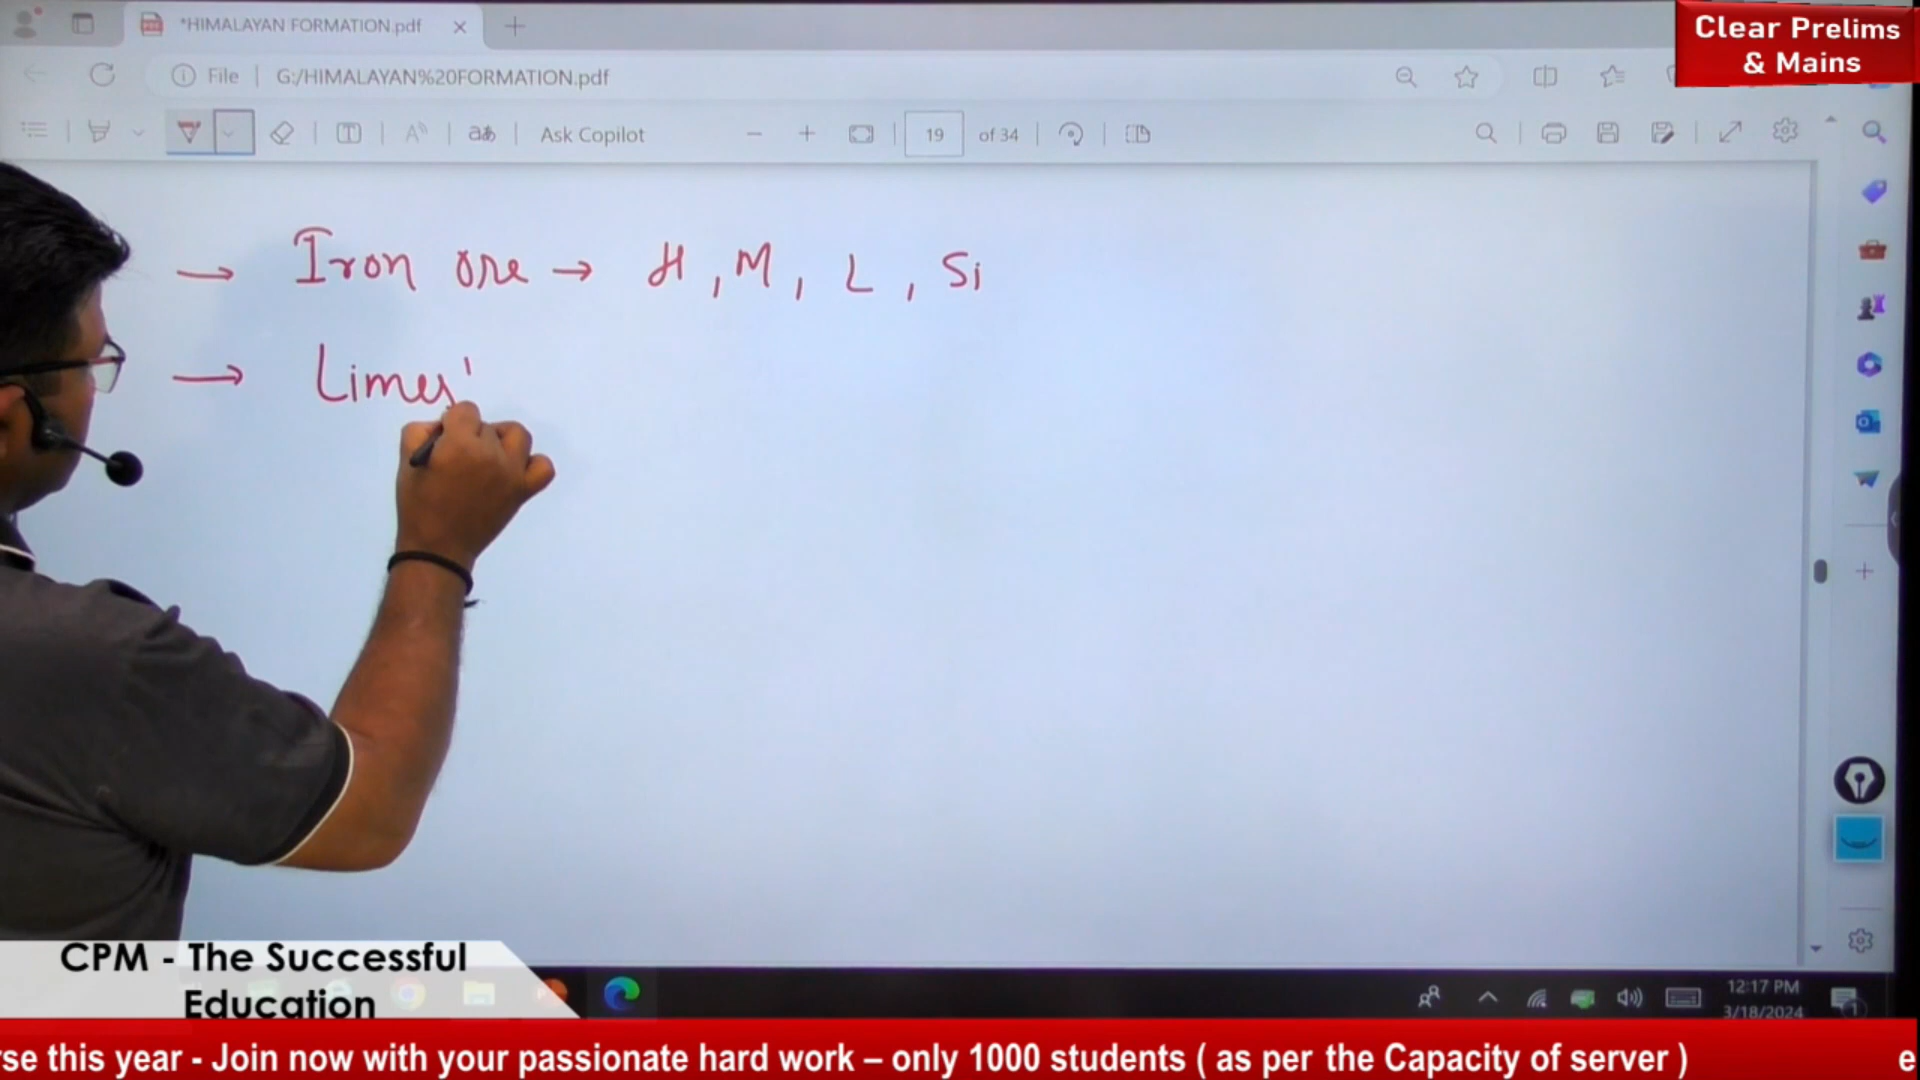 *HIMALAYAN FORMATION.pdf
Clear Prelims
& Mains
File G:/HIMALAYAN%20FORMATION.pdf
Ask Copilot
19 of 34
→ Iron Ore → H, M, L, Si
→ Limes
CPM - The Successful
Education
12:17 PM
3/18/2024
rse this year - Join now with your passionate hard work – only 1000 students ( as per the Capacity of server ) e